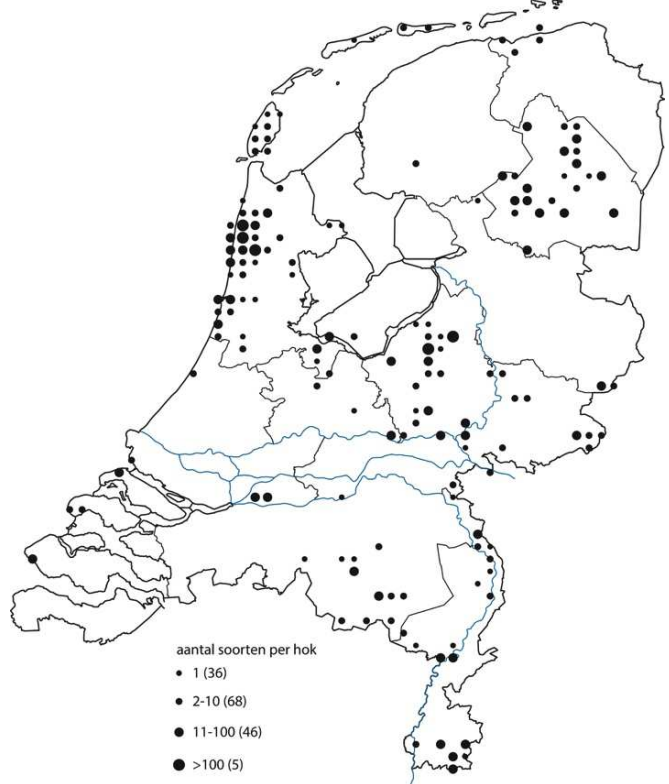 aantal soorten per hok
1 (36)
2-10 (68)
11-100 (46)
>100 (5)